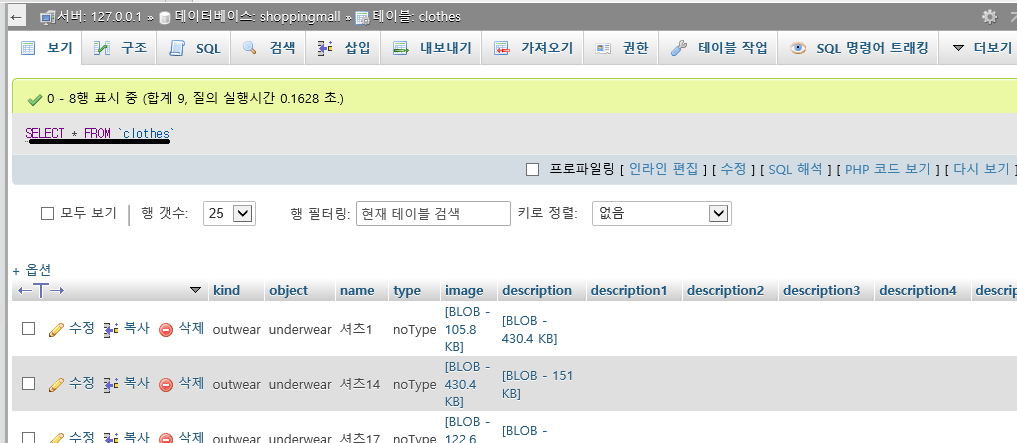 서버: 127.0.0.1 » 데이터베이스: shoppingmall » 테이블: clothes
보기 구조 SQL 검색 삽입 내보내기 가져오기 권한 테이블 작업 SQL 명령어 트래킹 더보기
0 - 8행 표시 중 (합계 9, 질의 실행시간 0.1628 초.)
SELECT * FROM `clothes`
프로파일링 [ 인라인 편집 ] [ 수정 ] [ SQL 해석 ] [ PHP 코드 보기 ] [ 다시 보기 ]
모두 보기 행 갯수: 25 행 필터링: 현재 테이블 검색 키로 정렬: 없음
+ 옵션
←T→ kind object name type image description description1 description2 description3 description4
수정 복사 삭제 outwear underwear 셔츠1 noType [BLOB - 105.8 KB] [BLOB - 430.4 KB]
수정 복사 삭제 outwear underwear 셔츠14 noType [BLOB - 430.4 KB] [BLOB - 151 KB]
수정 복사 삭제 outwear underwear 셔츠17 noType [BLOB - 122.6 [BLOB -